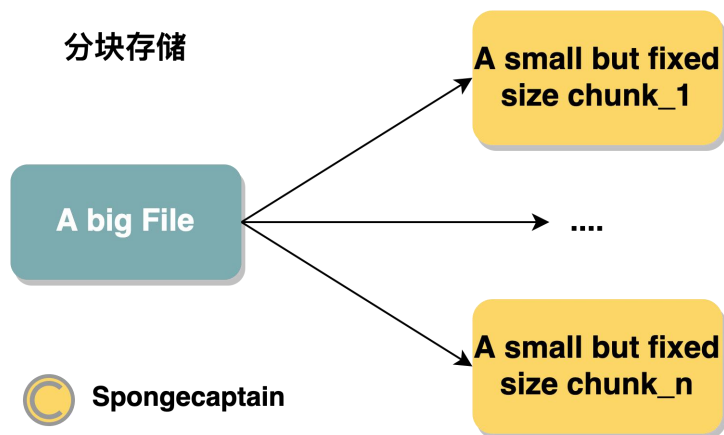 分块存储
A small but fixed
size chunk_1
A big File
....
A small but fixed
size chunk_n
Spongecaptain